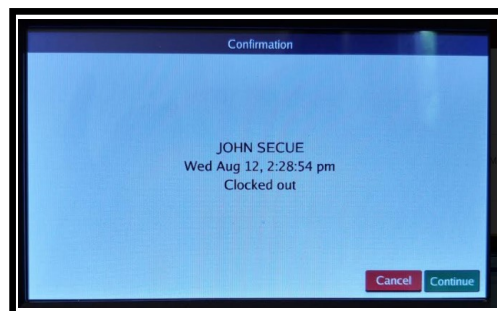 Confirmation
JOHN SECUE
Wed Aug 12, 2:28:54 pm
Clocked out
Cancel Continue